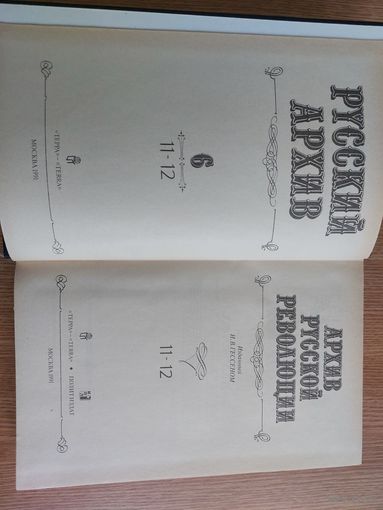 РУССКИЙ
АРХИВ
6
11-12
«ТЕРРА»—«TERRA»
МОСКВА 1991
АРХИВ
РУССКОЙ
РЕВОЛЮЦИИ
Изданный
И.В.ГЕССЕНОМ
11-12
«ТЕРРА»—«TERRA» • ПОЛИТИЗДАТ
МОСКВА 1991